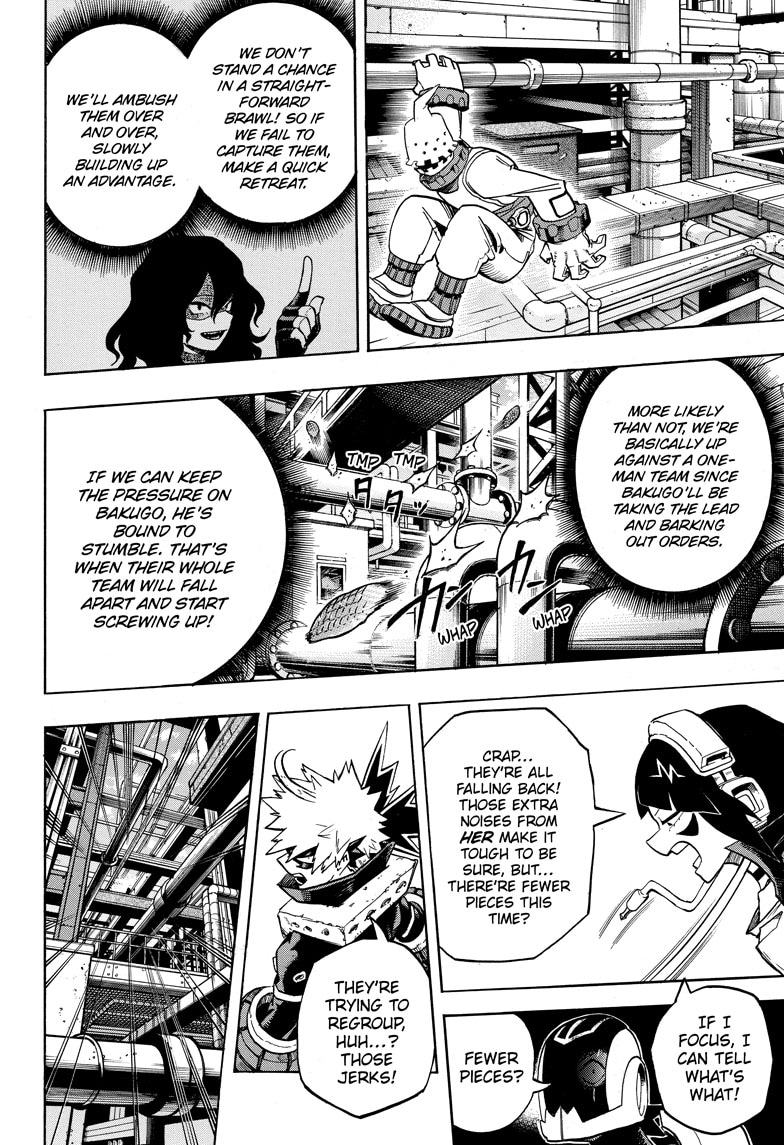 WE DON'T
STAND A CHANCE
IN A STRAIGHT-
FORWARD
BRAWL! SO IF
WE FAIL TO
CAPTURE THEM,
MAKE A QUICK
RETREAT.
WE'LL AMBUSH
THEM OVER
AND OVER,
SLOWLY
BUILDING UP
AN ADVANTAGE.
MORE LIKELY
THAN NOT, WE'RE
BASICALLY UP
AGAINST A ONE-
MAN TEAM SINCE
BAKUGO'LL BE
TAKING THE LEAD
AND BARKING
OUT ORDERS.
ガン
ガン
WHAP
WHAP
タタッ
TMP TMP
IF WE CAN KEEP
THE PRESSURE ON
BAKUGO, HE'S
BOUND TO
STUMBLE. THAT'S
WHEN THEIR WHOLE
TEAM WILL FALL
APART AND START
SCREWING UP!
CRAP...
THEY'RE ALL
FALLING BACK!
THOSE EXTRA
NOISES FROM
HER MAKE IT
TOUGH TO BE
SURE, BUT...
THERE'RE FEWER
PIECES THIS
TIME?
IF I
FOCUS, I
CAN TELL
WHAT'S
WHAT!
FEWER
PIECES?
THEY'RE
TRYING TO
REGROUP,
HUH...?
THOSE
JERKS!